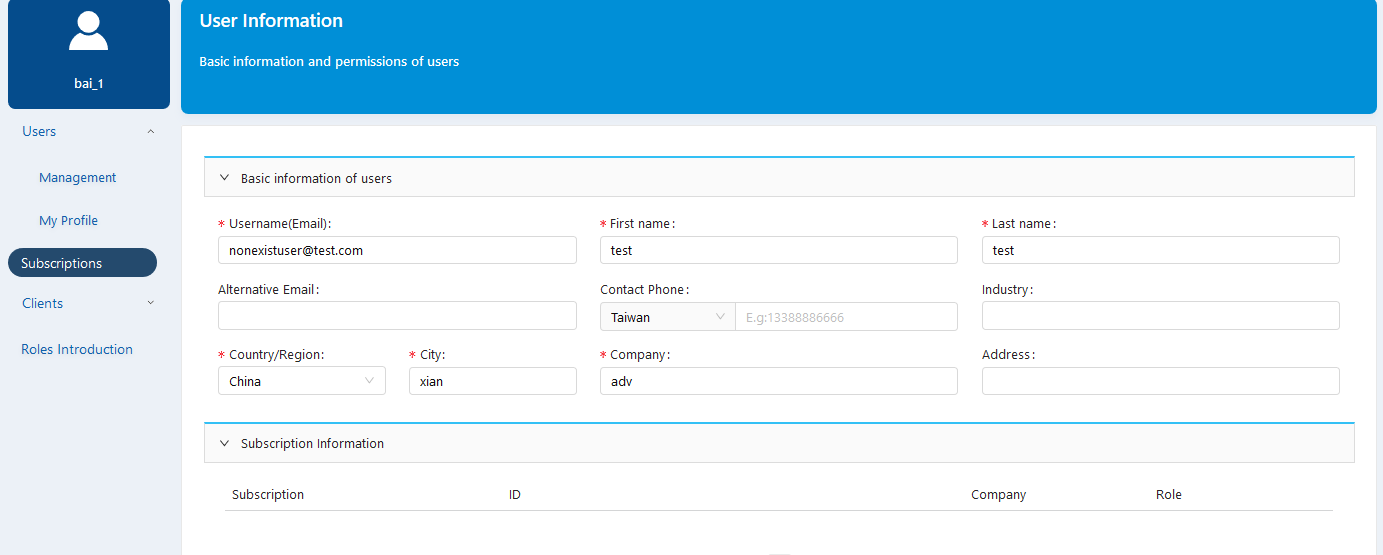 bai_1
Users
Management
My Profile
Subscriptions
Clients
Roles Introduction
User Information
Basic information and permissions of users
Basic information of users
* Username(Email): * First name: * Last name:
nonexistuser@test.com test test
Alternative Email: Contact Phone: Industry:
Taiwan E.g:13388886666
* Country/Region: * City: * Company: Address:
China xian adv
Subscription Information
Subscription ID Company Role